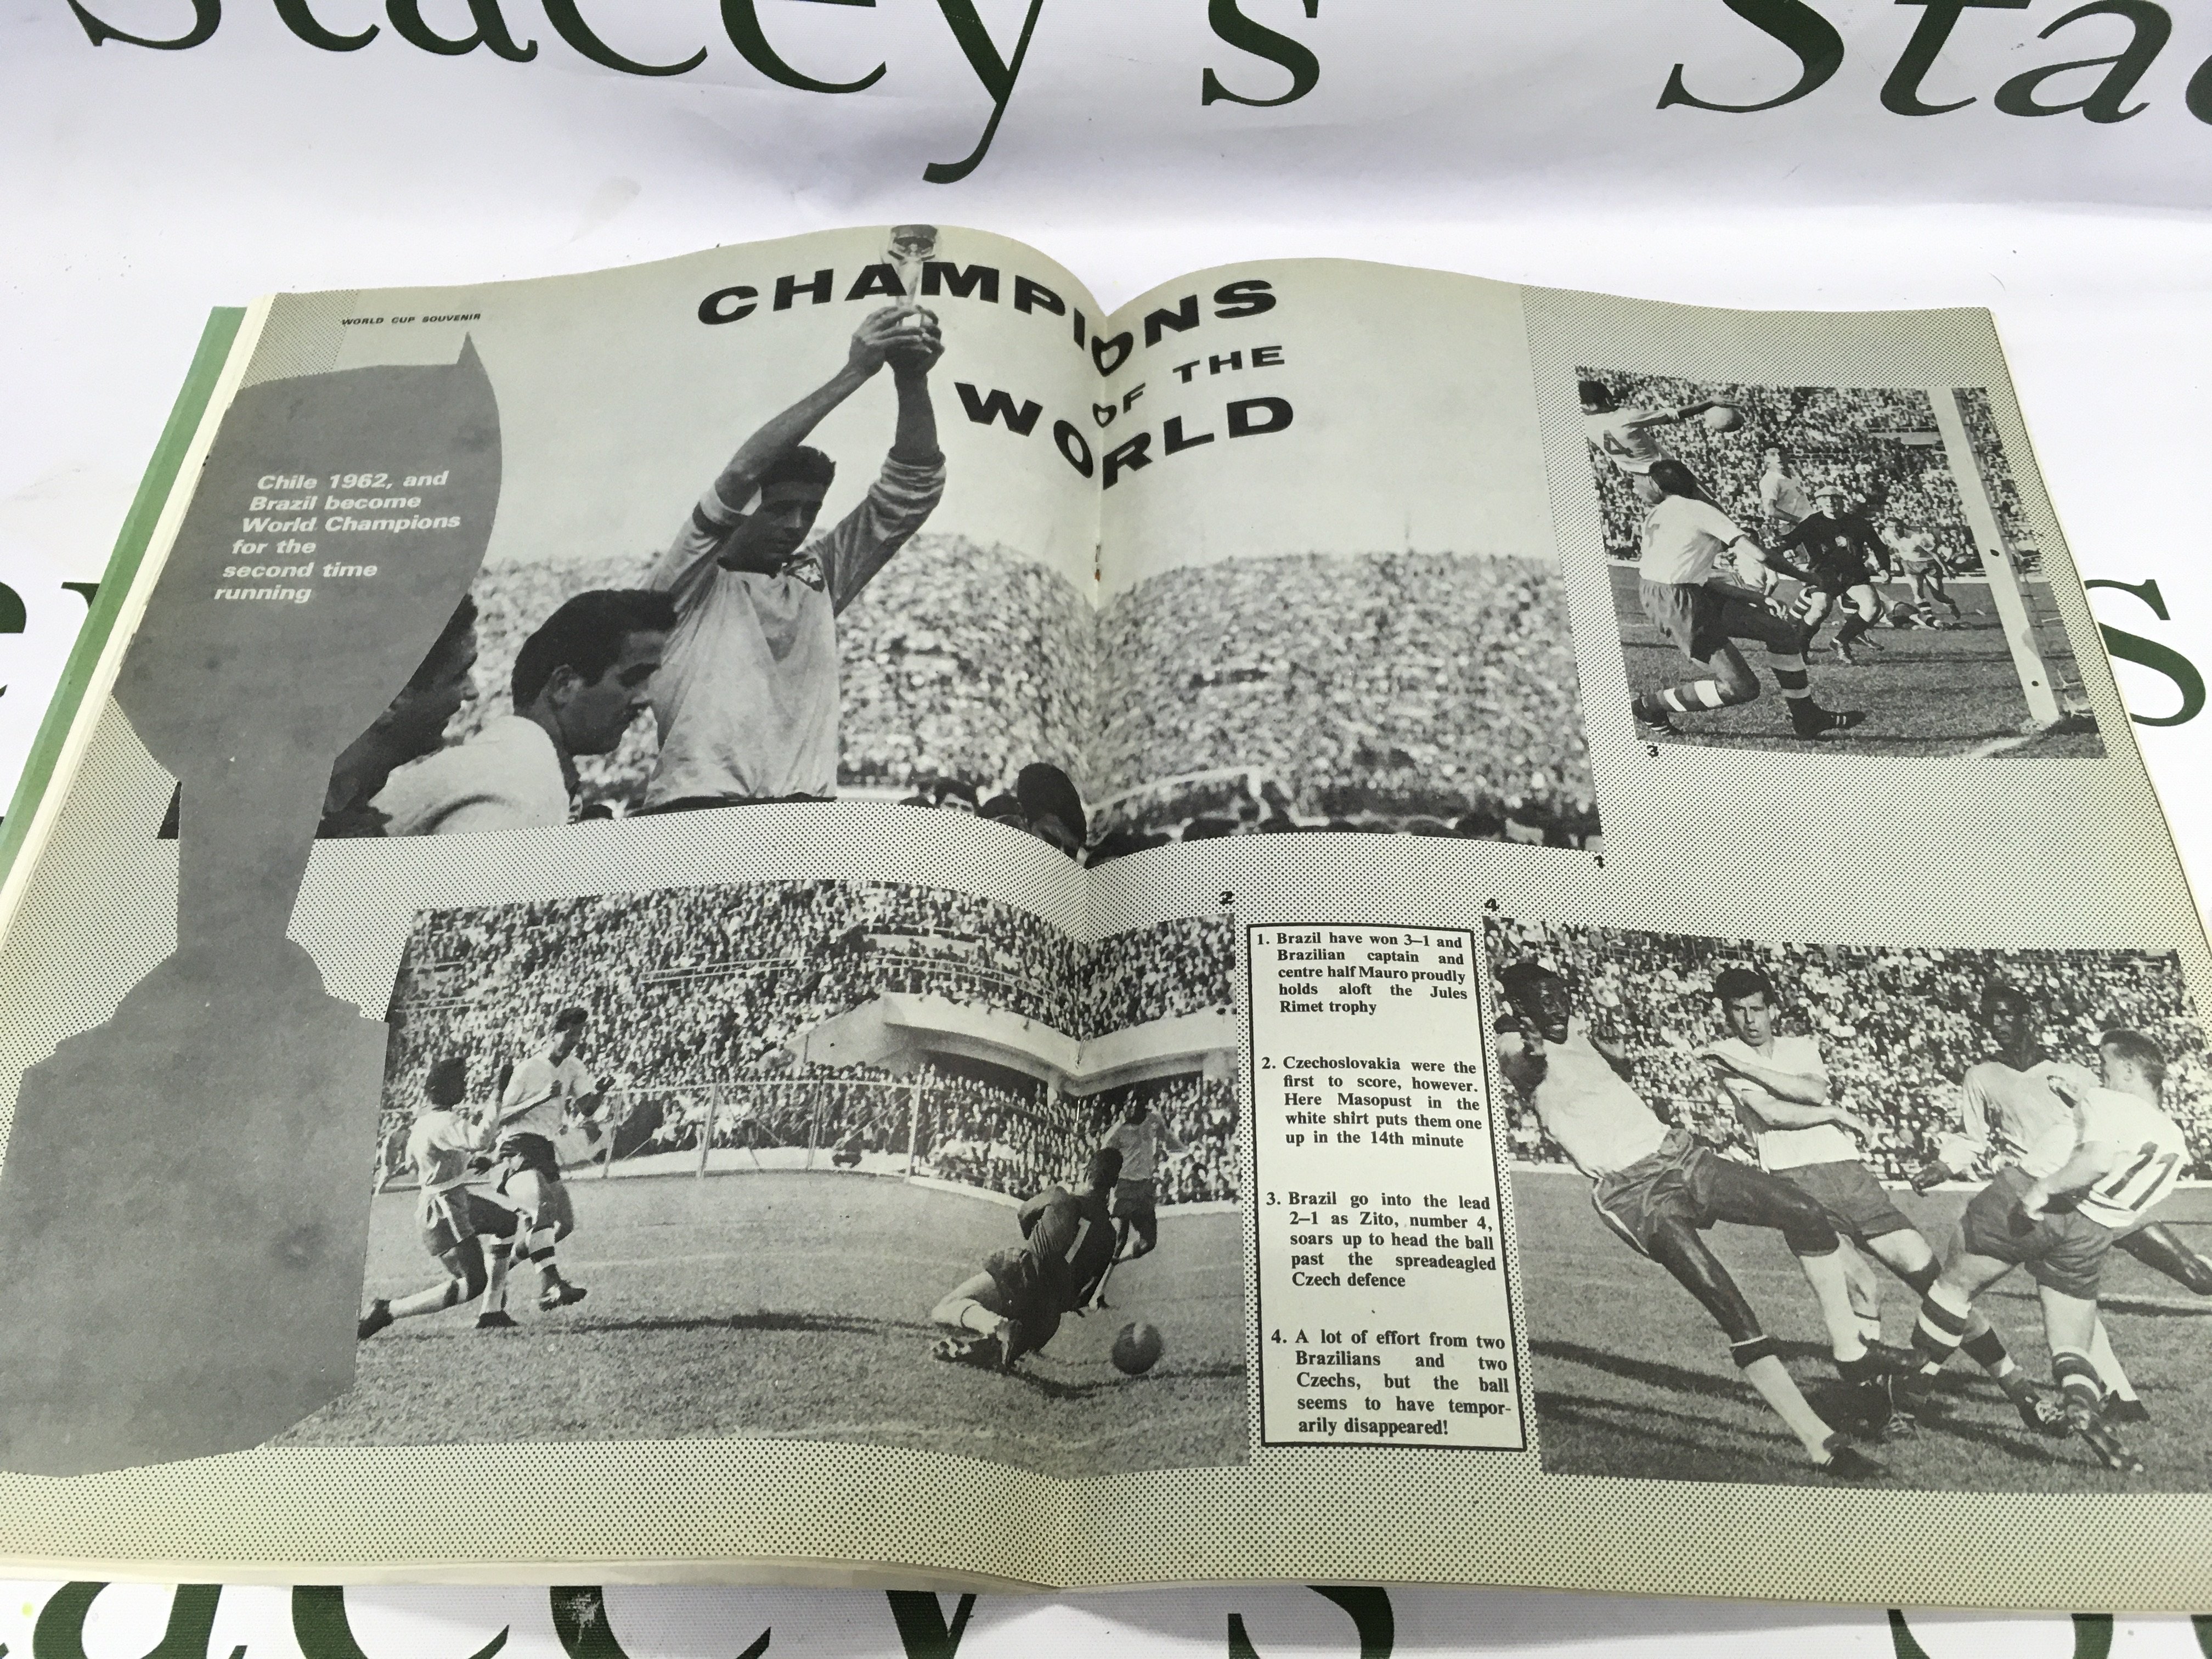 Stacey's
Sta
WORLD CUP SOUVENIR
CHAMPIONS
OF THE
WORLD
Chile 1962, and
Brazil become
World Champions
for the
second time
running
3
1
2
4
1. Brazil have won 3–1 and
Brazilian captain and
centre half Mauro proudly
holds aloft the Jules
Rimet trophy
2. Czechoslovakia were the
first to score, however.
Here Masopust in the
white shirt puts them one
up in the 14th minute
3. Brazil go into the lead
2–1 as Zito, number 4,
soars up to head the ball
past the spreadeagled
Czech defence
4. A lot of effort from two
Brazilians and two
Czechs, but the ball
seems to have tempor-
arily disappeared!
1
11
s
acey's